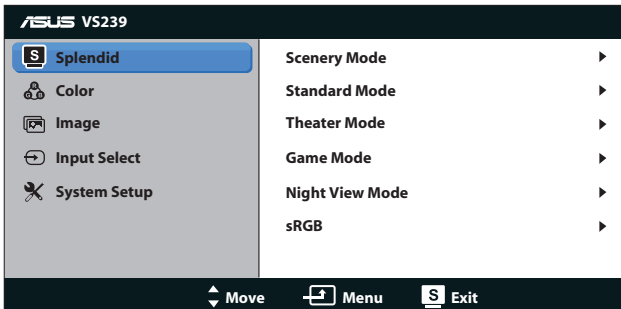 ASUS VS239
S Splendid
Color
Image
Input Select
System Setup
Scenery Mode
Standard Mode
Theater Mode
Game Mode
Night View Mode
sRGB
Move Menu S Exit